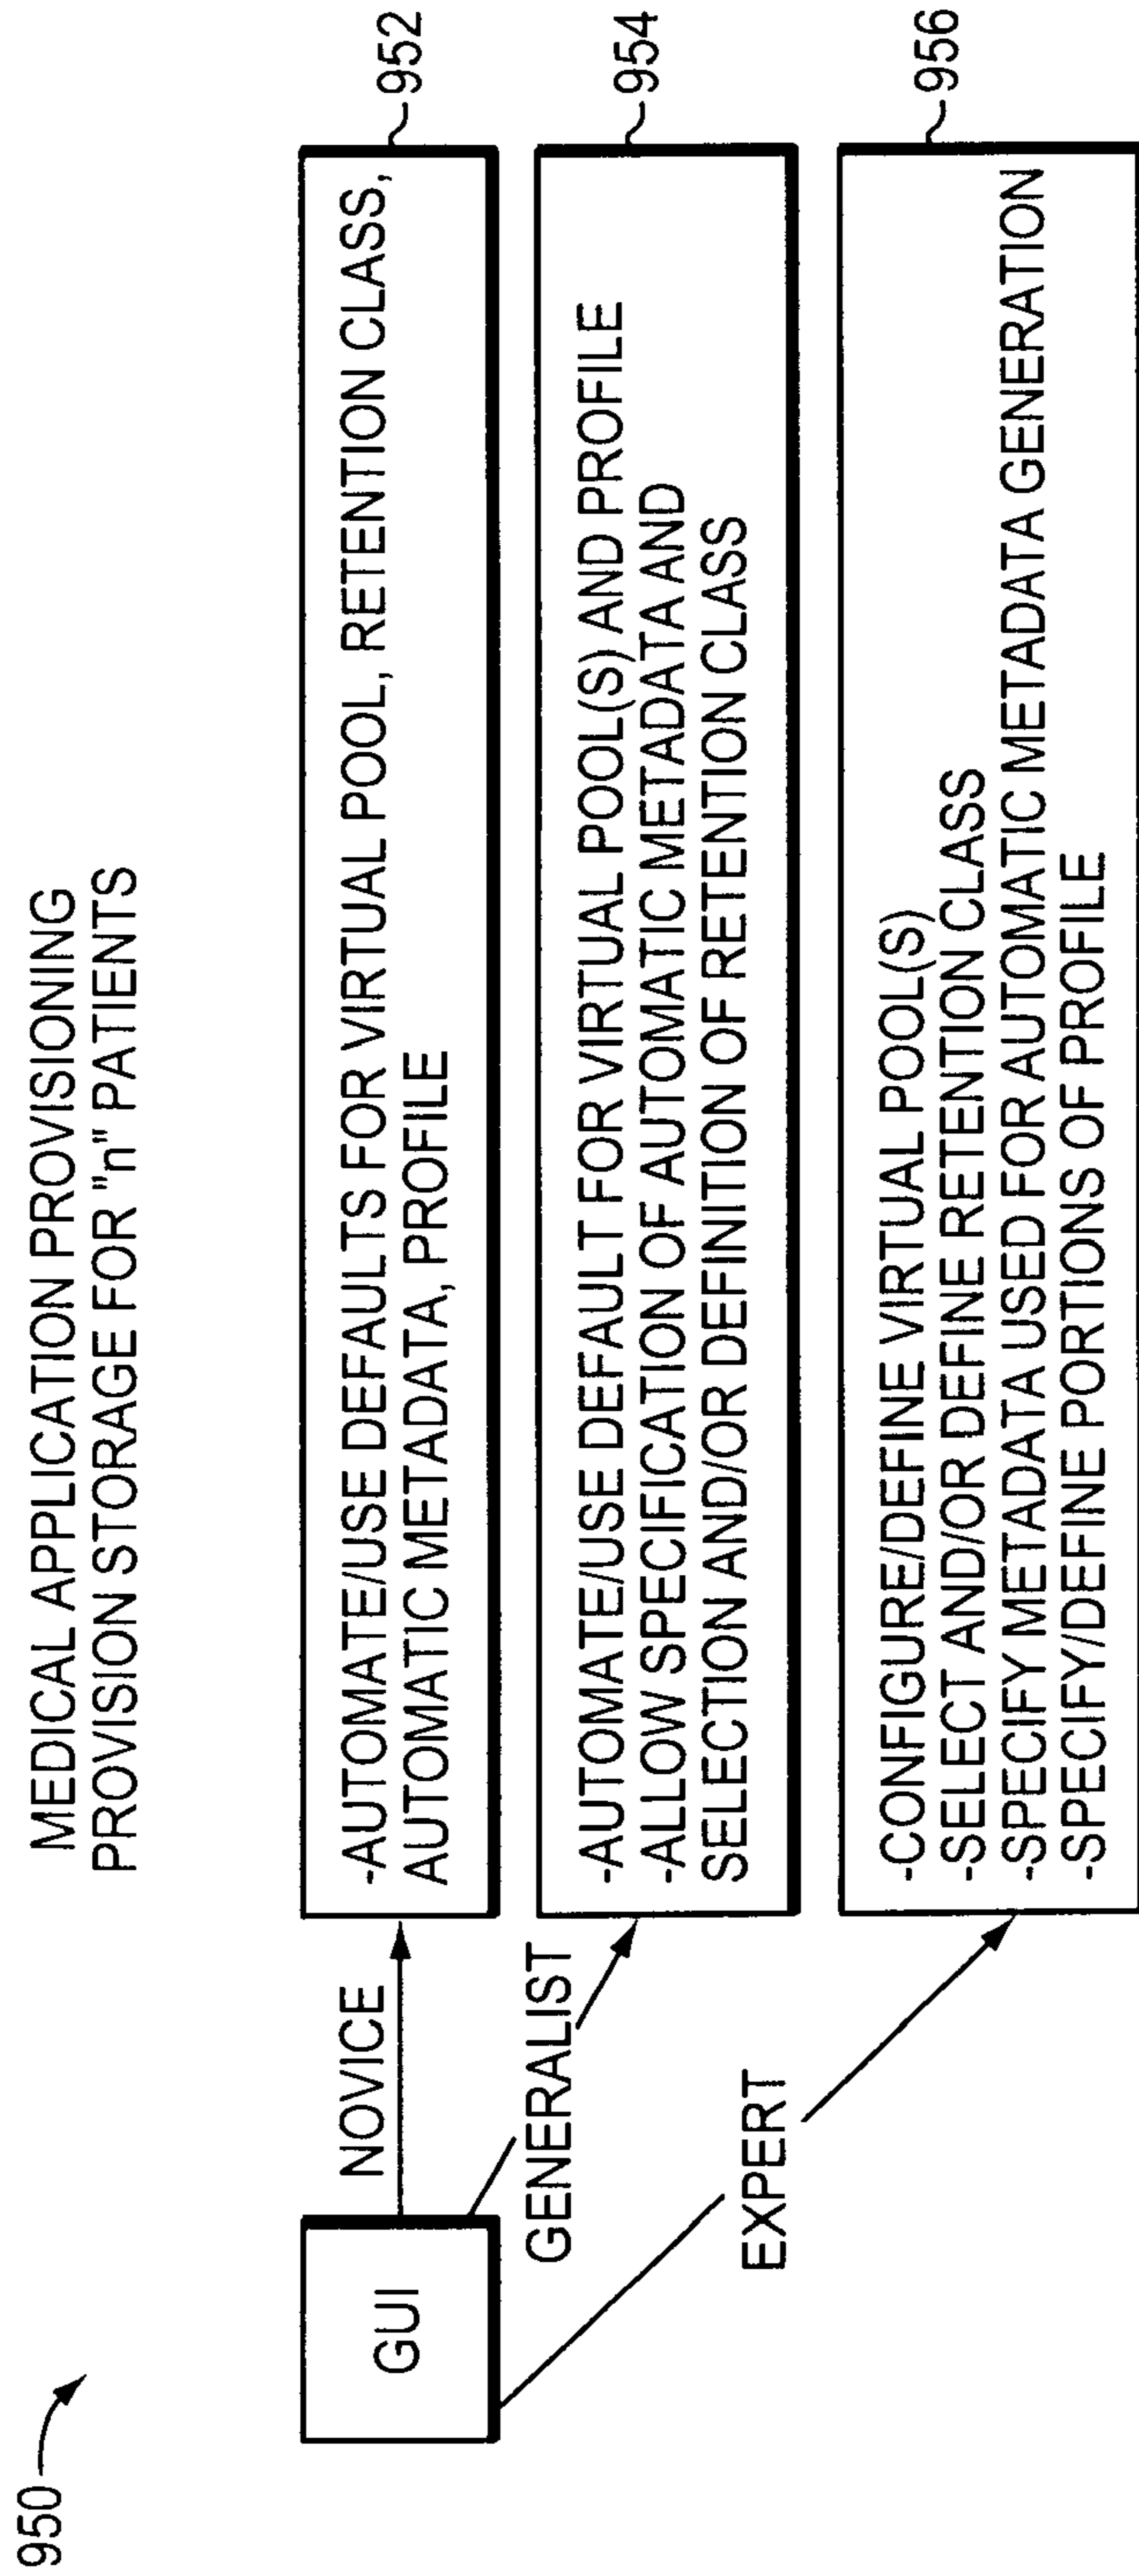 950
MEDICAL APPLICATION PROVISIONING
PROVISION STORAGE FOR "n" PATIENTS
GUI
NOVICE
GENERALIST
EXPERT
-AUTOMATE/USE DEFAULTS FOR VIRTUAL POOL, RETENTION CLASS,
AUTOMATIC METADATA, PROFILE
952
-AUTOMATE/USE DEFAULT FOR VIRTUAL POOL(S) AND PROFILE
-ALLOW SPECIFICATION OF AUTOMATIC METADATA AND
SELECTION AND/OR DEFINITION OF RETENTION CLASS
954
-CONFIGURE/DEFINE VIRTUAL POOL(S)
-SELECT AND/OR DEFINE RETENTION CLASS
-SPECIFY METADATA USED FOR AUTOMATIC METADATA GENERATION
-SPECIFY/DEFINE PORTIONS OF PROFILE
956